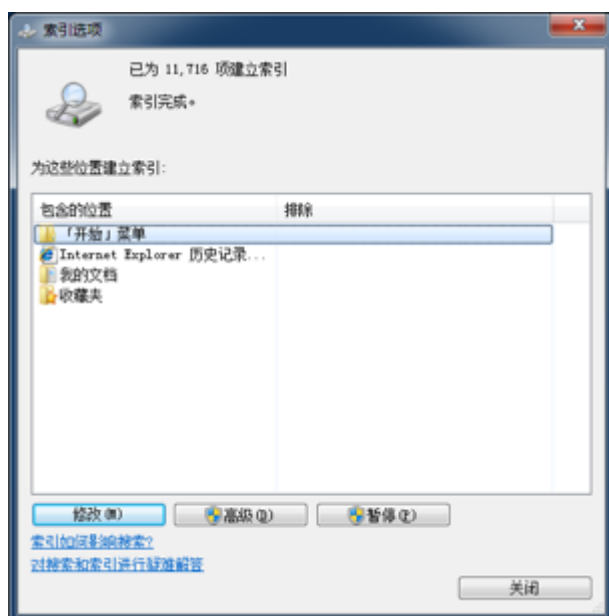 索引选项
已为 11,716 项建立索引
索引完成。
为这些位置建立索引:
包含的位置 排除
「开始」菜单
Internet Explorer 历史记录...
我的文档
收藏夹
修改(M) 高级(D) 暂停(P)
索引如何影响搜索?
对搜索和索引进行疑难解答
关闭